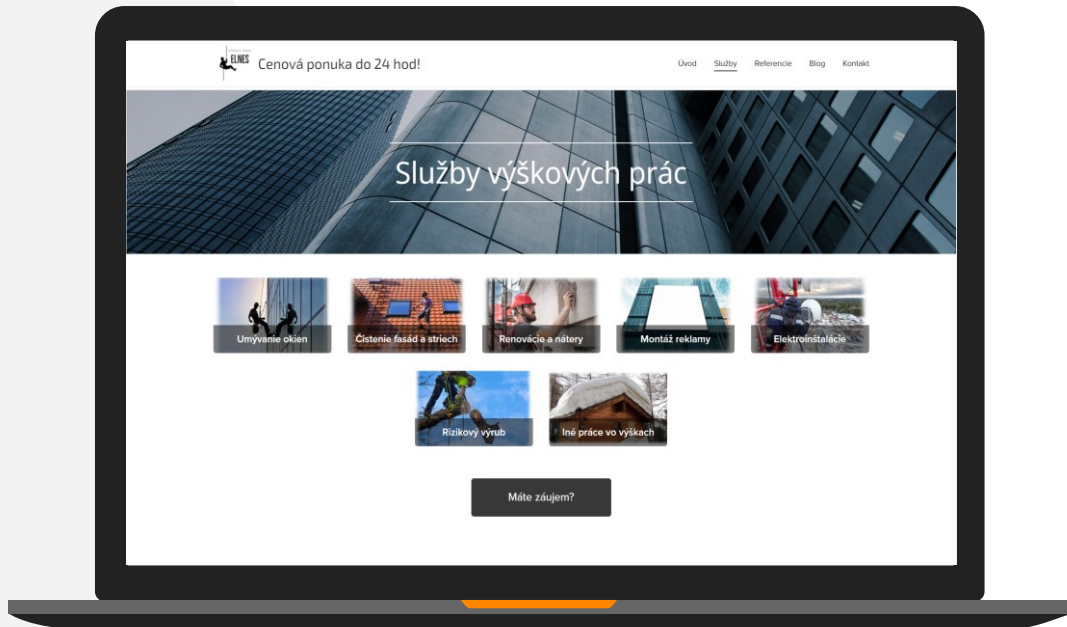 ELNES
Cenová ponuka do 24 hod!
Úvod
Služby
Referencie
Blog
Kontakt
Služby výškových prác
Umývanie okien
Čistenie fasád a striech
Renovácie a nátery
Montáž reklamy
Elektroinštalácie
Rizikový výrub
Iné práce vo výškach
Máte záujem?